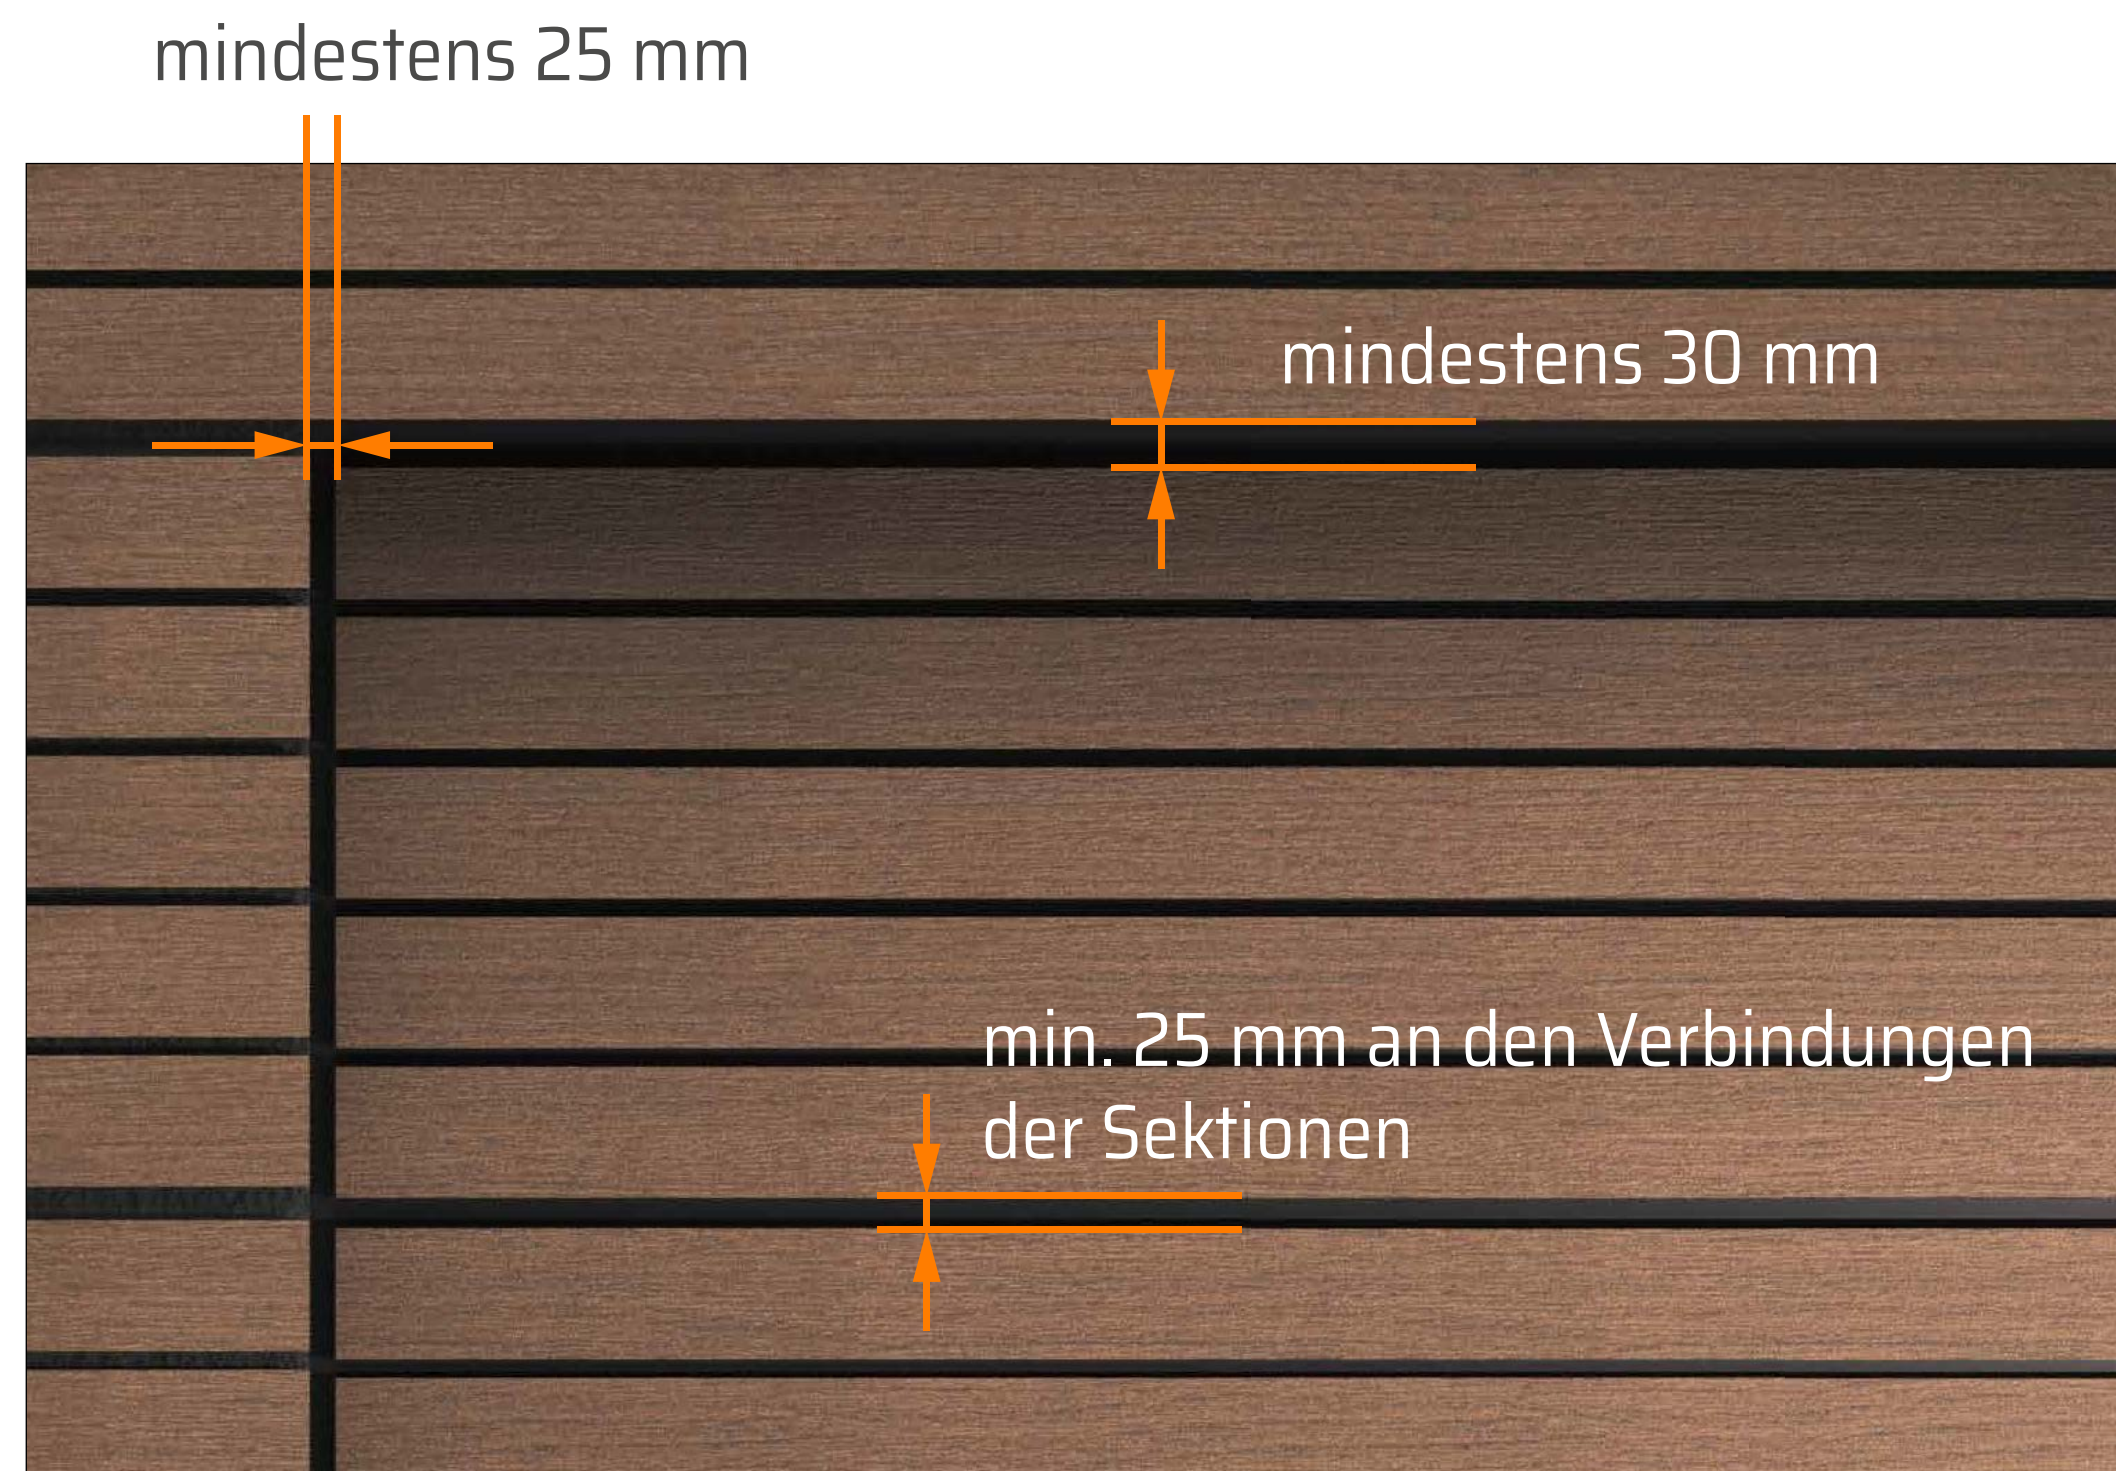 mindestens 25 mm
mindestens 30 mm
min. 25 mm an den Verbindungen
der Sektionen